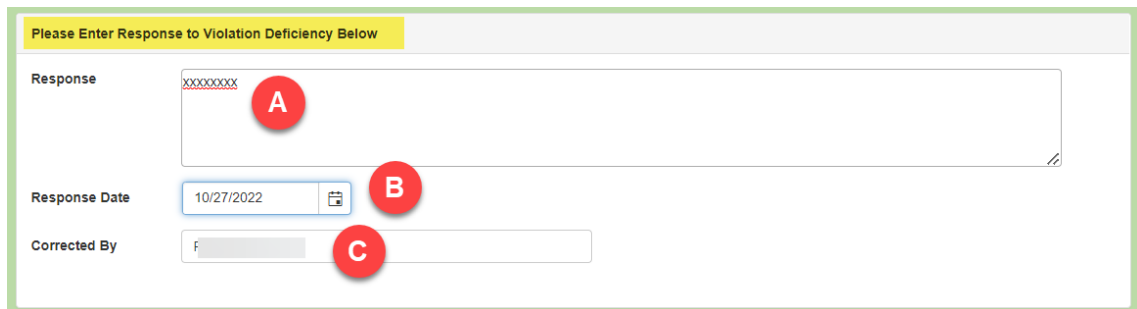 Please Enter Response to Violation Deficiency Below
Response
xxxxxxxx
A
Response Date
10/27/2022
B
Corrected By
C